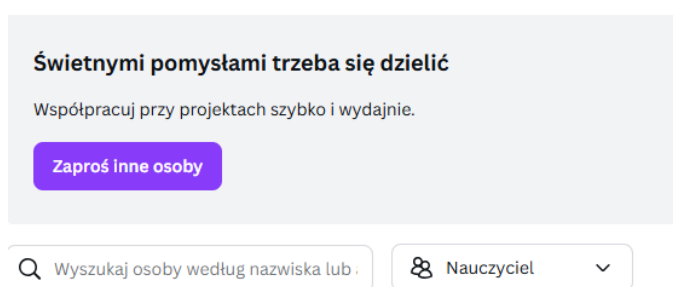 Świetnymi pomysłami trzeba się dzielić
Współpracuj przy projektach szybko i wydajnie.
Zaproś inne osoby
Wyszukaj osoby według nazwiska lub
Nauczyciel